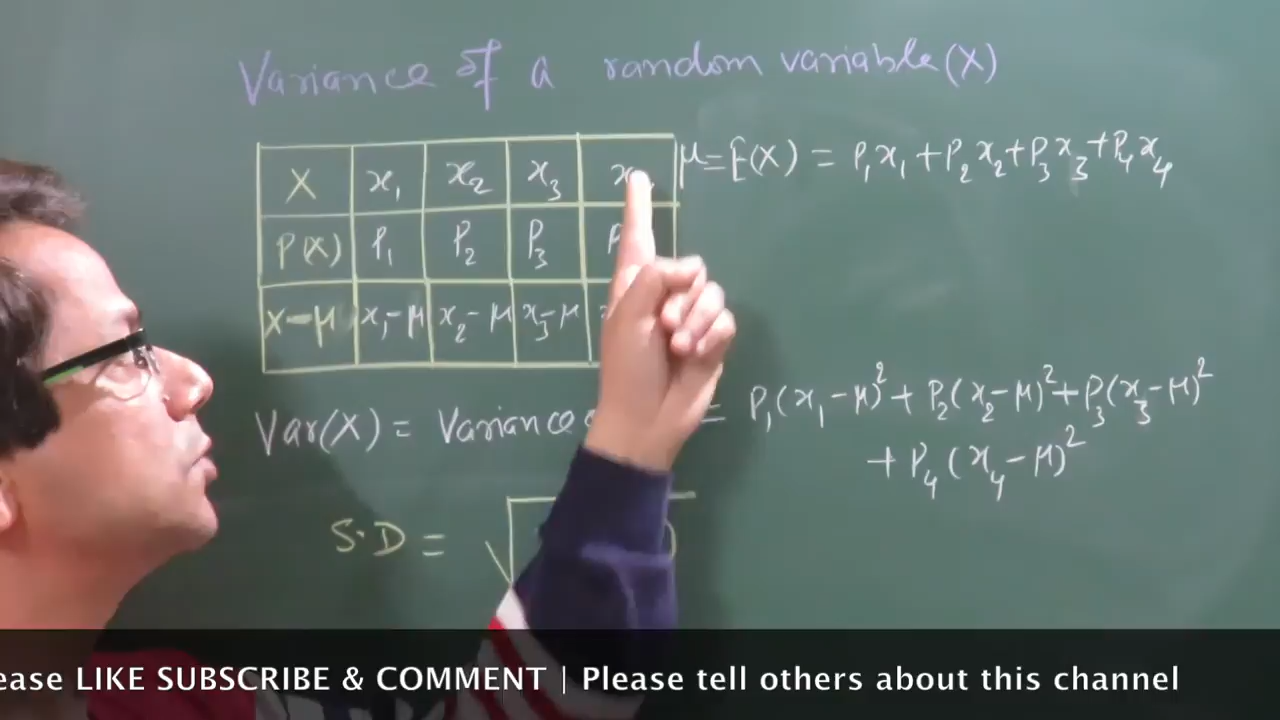 Variance of a random variable (X)
X x₁ x₂ x₃
μ = E(X) = P₁x₁ + P₂x₂ + P₃x₃ + P₄x₄
P(X) P₁ P₂ P₃
X-μ x₁-μ x₂-μ x₃-μ
Var(X) = Variance = P₁(x₁-μ)² + P₂(x₂-μ)² + P₃(x₃-μ)²
+ P₄(x₄-μ)²
S.D = √
LIKE SUBSCRIBE & COMMENT | Please tell others about this channel